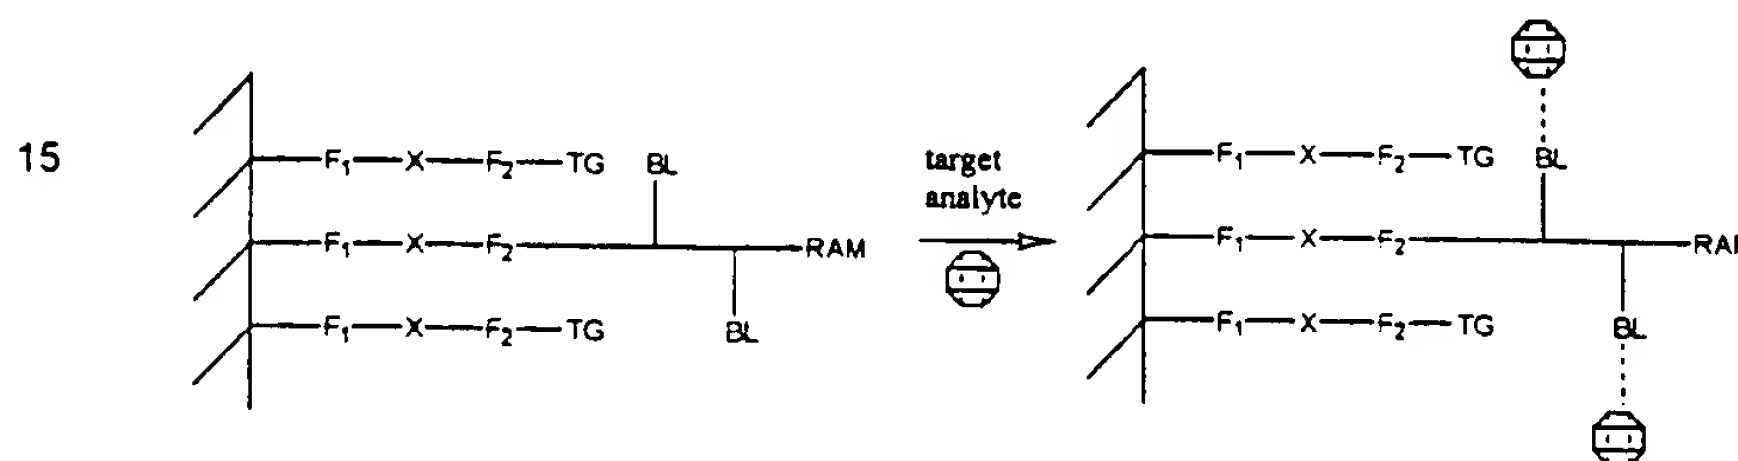 F₁—X—F₂—TG BL target F₁—X—F₂—TG BL
15 analyte
F₁—X—F₂ RAM F₁—X—F₂ RAI
F₁—X—F₂—TG BL F₁—X—F₂—TG BL